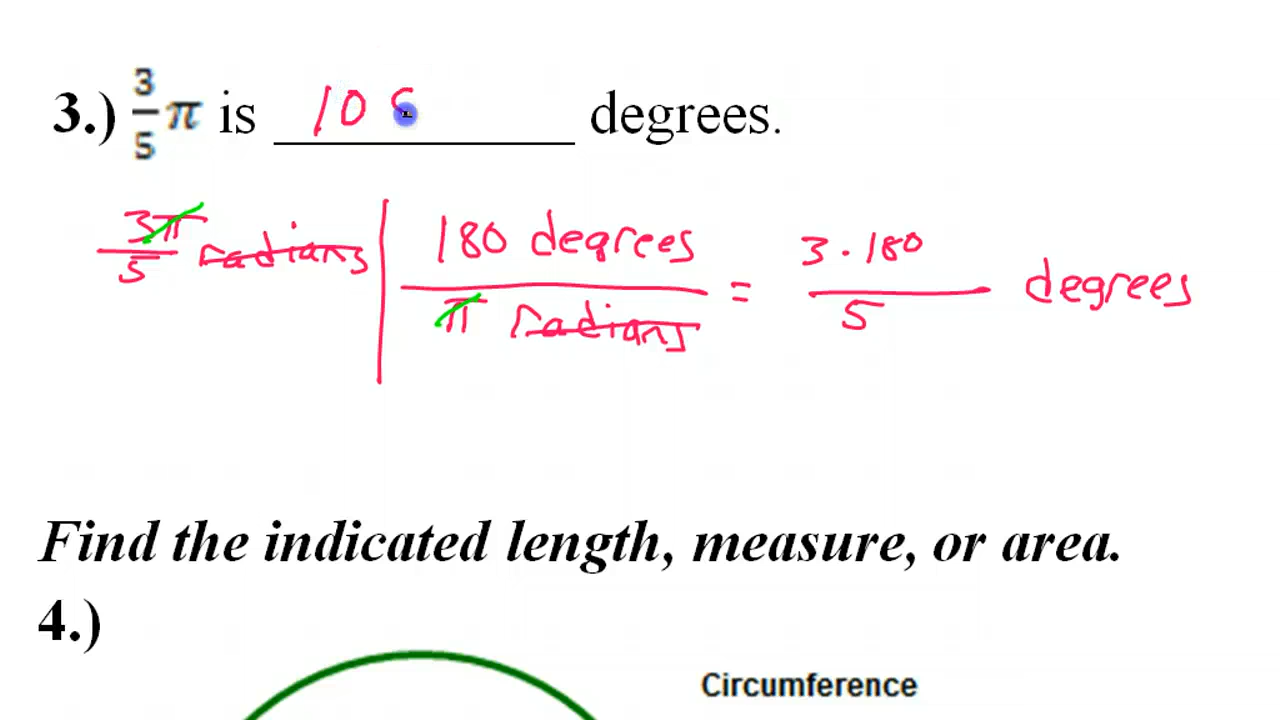 3.) 3/5 π is 10 degrees.
3π/5 radians | 180 degrees/π radians = 3 · 180/5 degrees
Find the indicated length, measure, or area.
4.)
Circumference